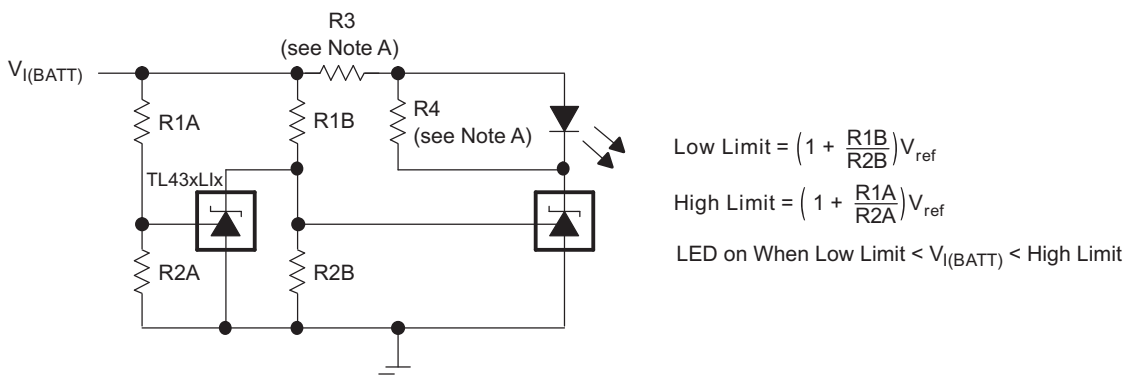 R3
(see Note A)
V_I(BATT)
R1A
R1B
R4
(see Note A)
TL43xLIx
R2A
R2B
Low Limit = (1 + R1B/R2B)V_ref
High Limit = (1 + R1A/R2A)V_ref
LED on When Low Limit < V_I(BATT) < High Limit